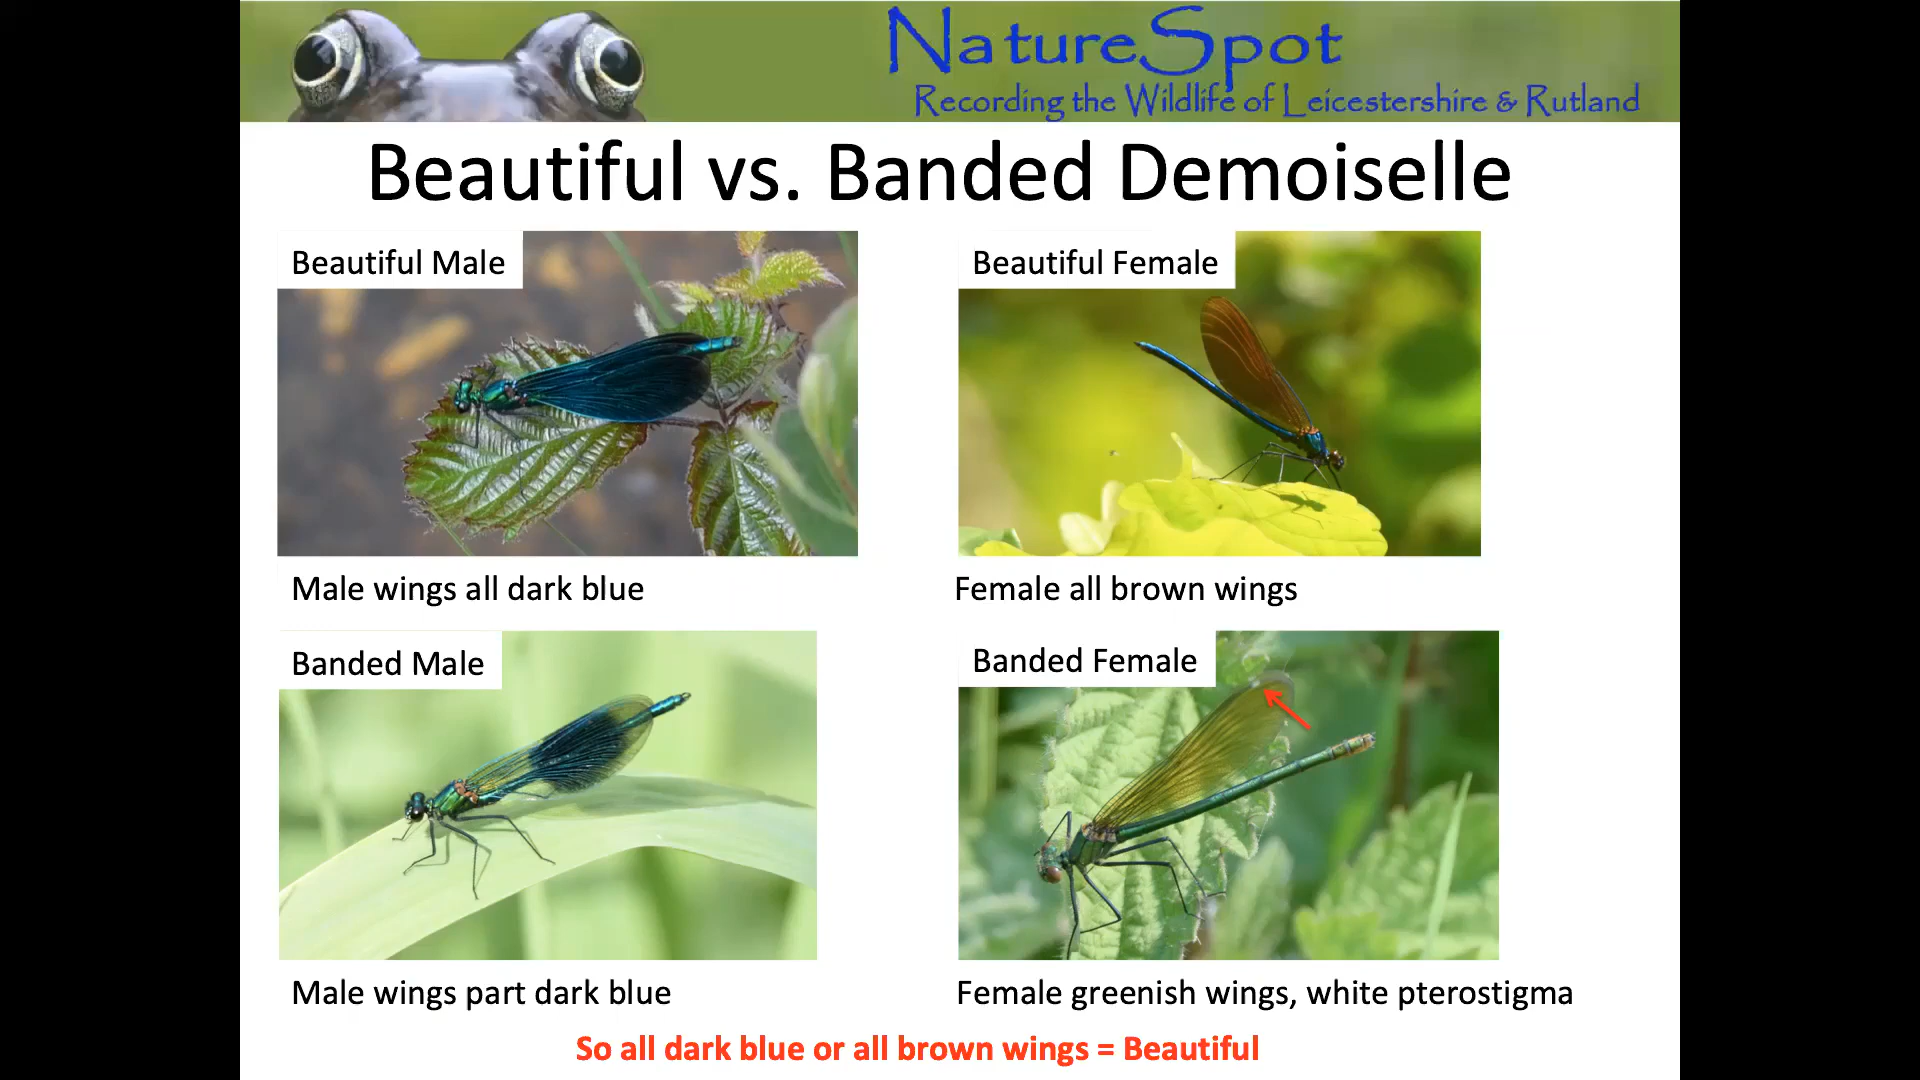 NatureSpot
Recording the Wildlife of Leicestershire & Rutland
Beautiful vs. Banded Demoiselle
Beautiful Male
Beautiful Female
Male wings all dark blue
Female all brown wings
Banded Male
Banded Female
Male wings part dark blue
Female greenish wings, white pterostigma
So all dark blue or all brown wings = Beautiful